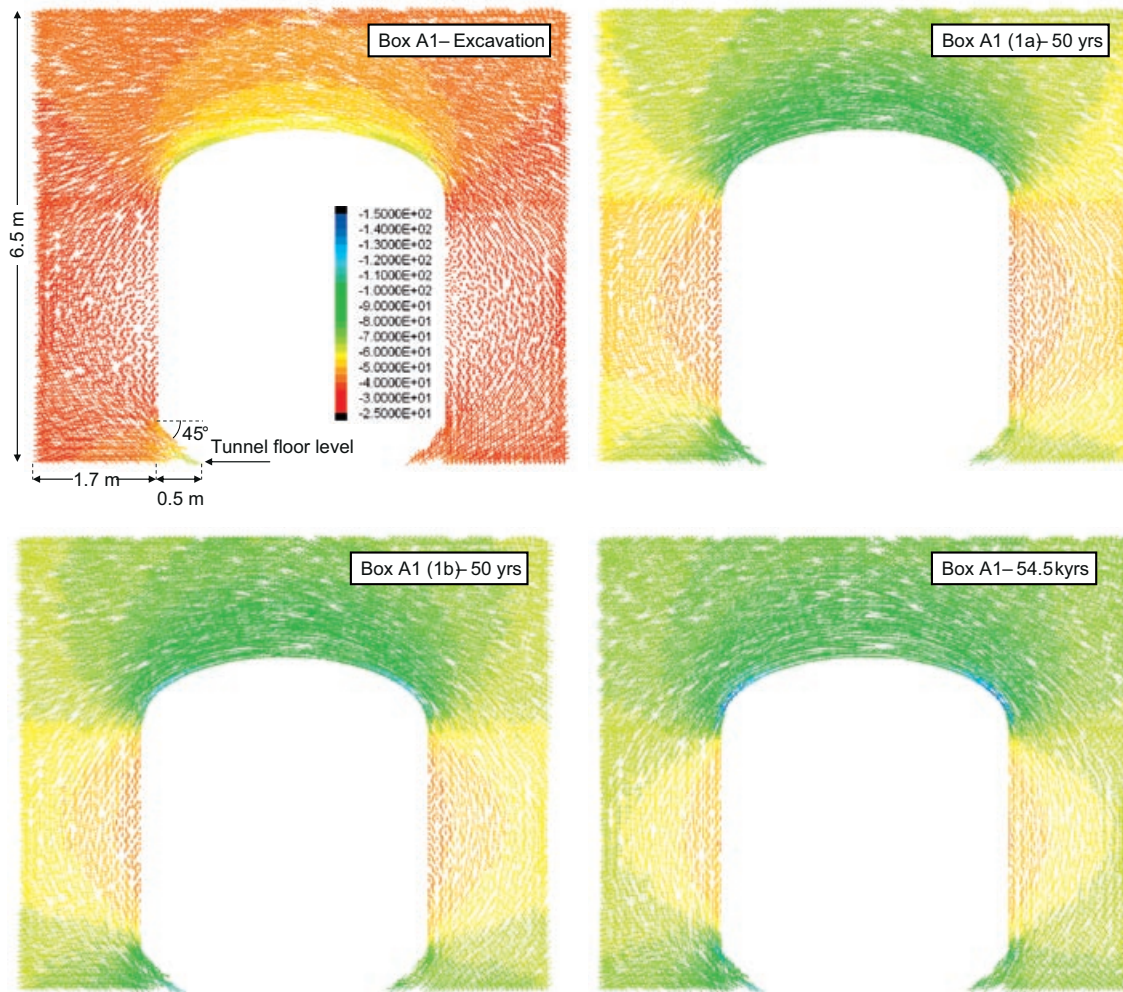 Box A1– Excavation
Box A1 (1a)– 50 yrs
6.5 m
-1.5000E+02
-1.4000E+02
-1.3000E+02
-1.2000E+02
-1.1000E+02
-1.0000E+02
-9.0000E+01
-8.0000E+01
-7.0000E+01
-6.0000E+01
-5.0000E+01
-4.0000E+01
-3.0000E+01
-2.5000E+01
45°
Tunnel floor level
1.7 m
0.5 m
Box A1 (1b)– 50 yrs
Box A1– 54.5kyrs